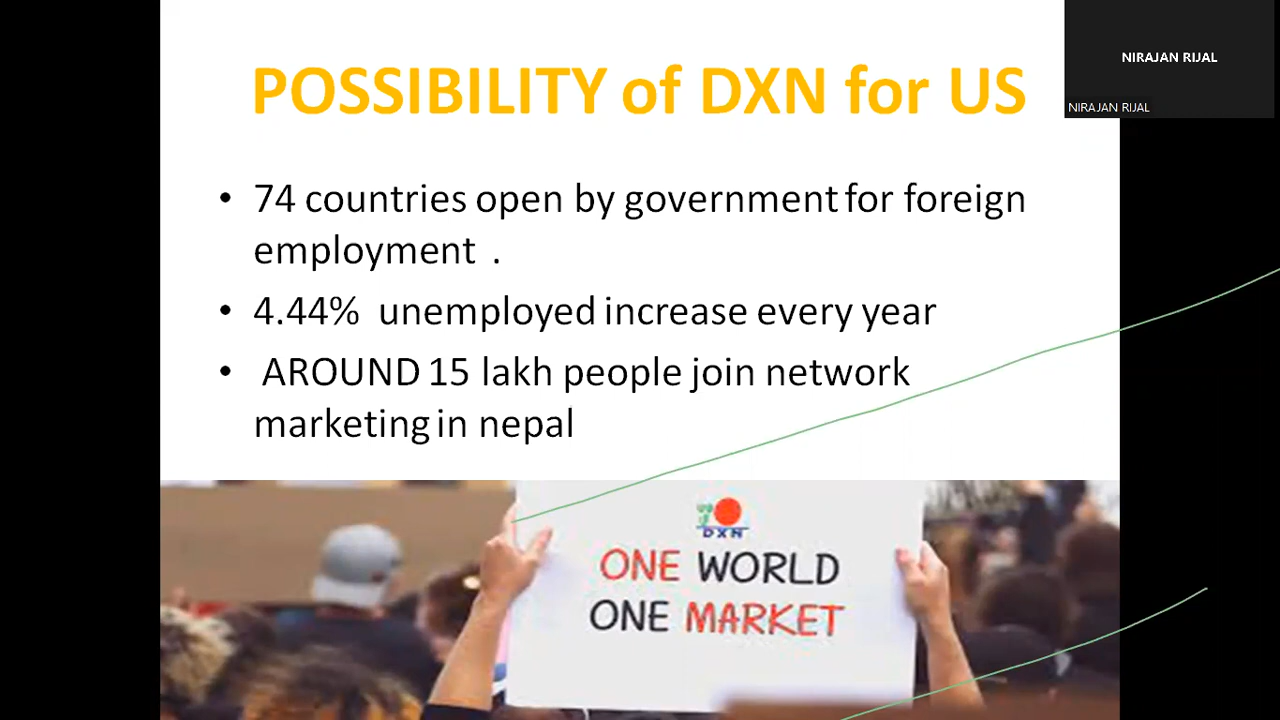 POSSIBILITY of DXN for US
NIRAJAN RIJAL
NIRAJAN RIJAL
• 74 countries open by government for foreign
employment .
• 4.44% unemployed increase every year
• AROUND 15 lakh people join network
marketing in nepal
DXN
ONE WORLD
ONE MARKET